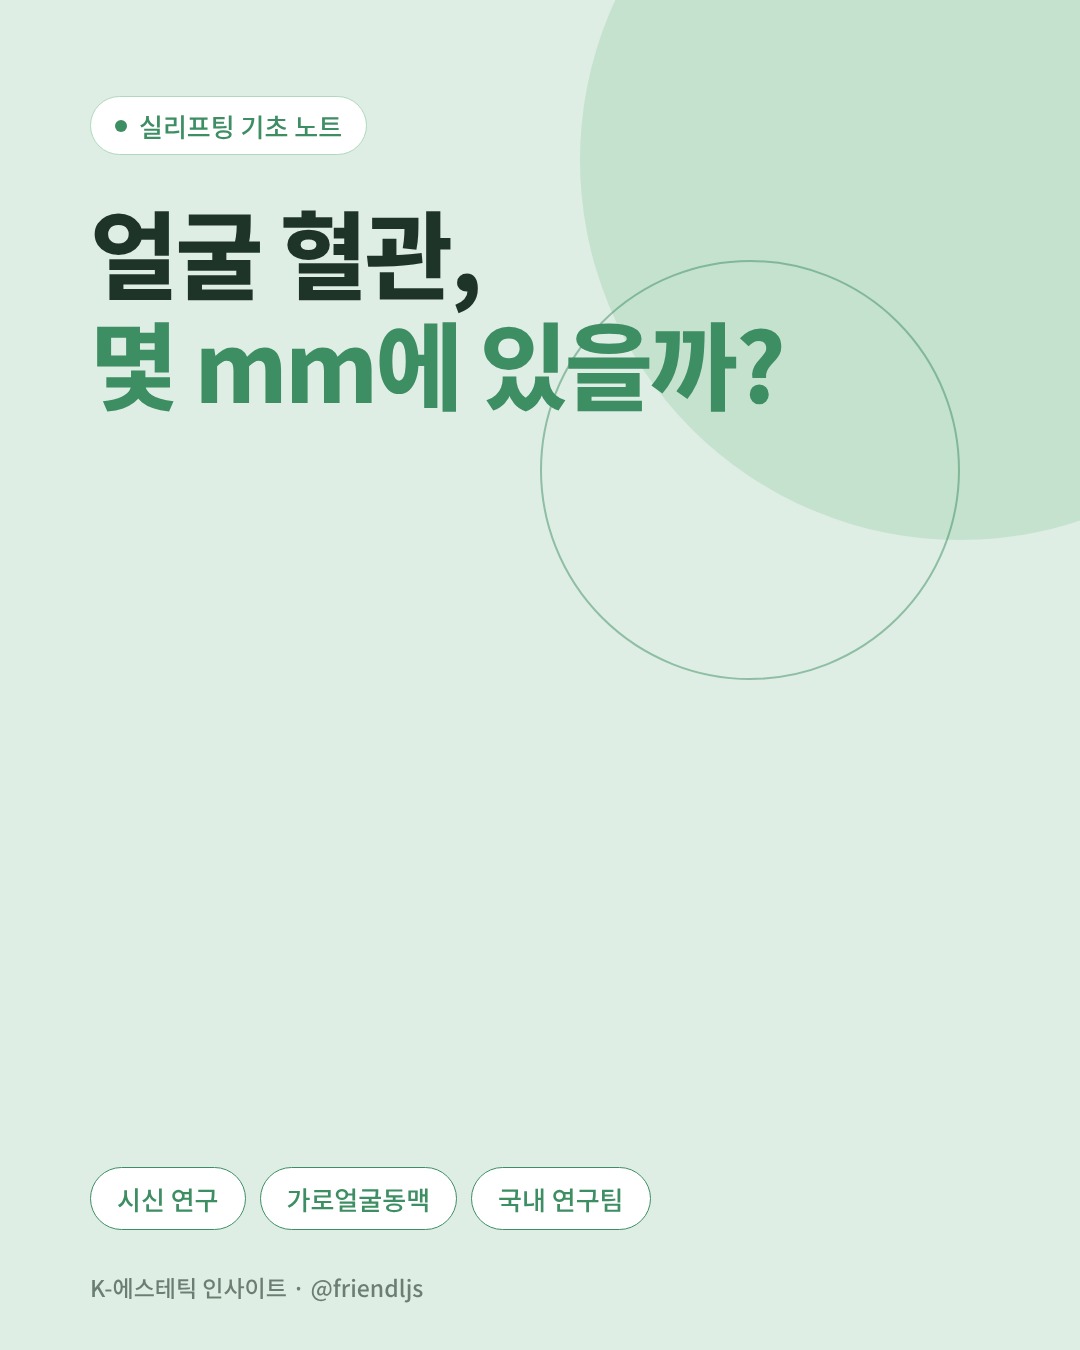 실리프팅 기초 노트
얼굴 혈관,
몇 mm에 있을까?
시신 연구
가로얼굴동맥
국내 연구팀
K-에스테틱 인사이트 · @friendljs